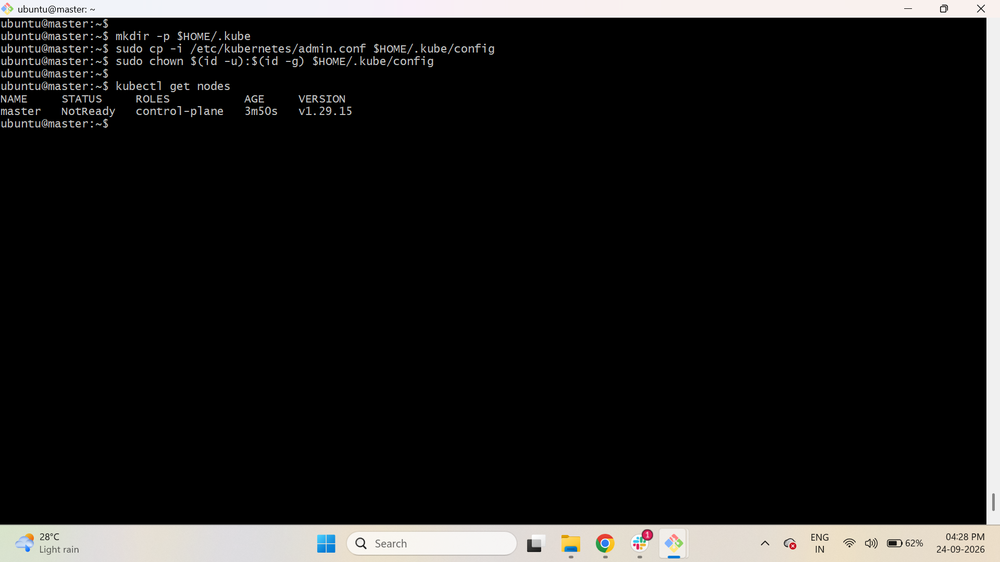 ubuntu@master: ~
ubuntu@master:~$
ubuntu@master:~$ mkdir -p $HOME/.kube
ubuntu@master:~$ sudo cp -i /etc/kubernetes/admin.conf $HOME/.kube/config
ubuntu@master:~$ sudo chown $(id -u):$(id -g) $HOME/.kube/config
ubuntu@master:~$
ubuntu@master:~$ kubectl get nodes
NAME     STATUS     ROLES           AGE     VERSION
master   NotReady   control-plane   3m50s   v1.29.15
ubuntu@master:~$
28°C
Light rain
Search
1
ENG
IN
62%
04:28 PM
24-09-2026